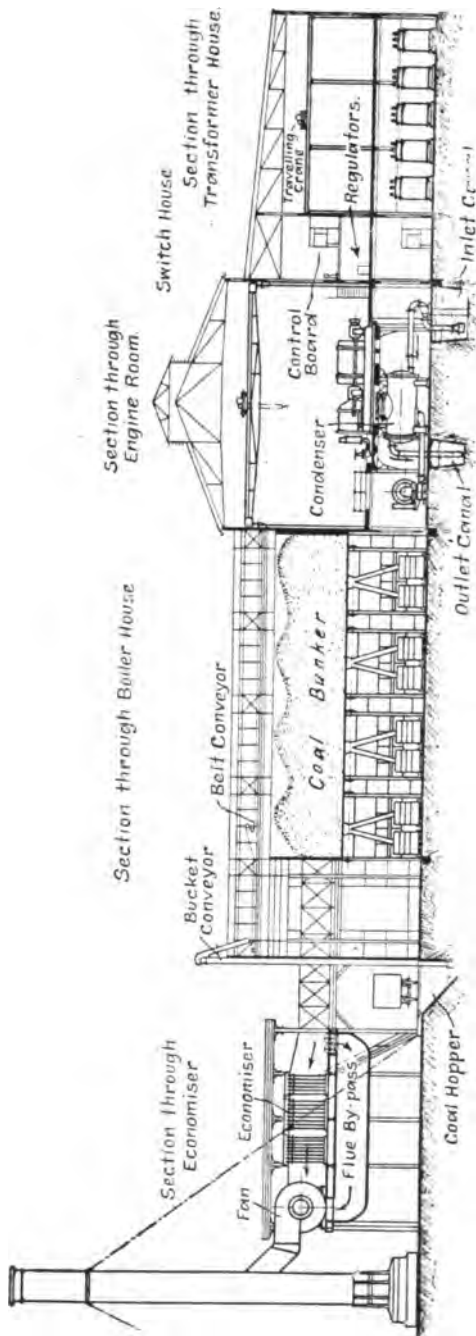 Section through
Economiser
Fan
Economiser
Flue By-pass
Coal Hopper
Section through Boiler House
Bucket
Conveyor
Belt Conveyor
Coal Bunker
Section through
Engine Room.
Condenser
Control
Board
Outlet Canal
Switch House
Section through
Transformer House.
Travelling
Crane
Regulators.
Inlet